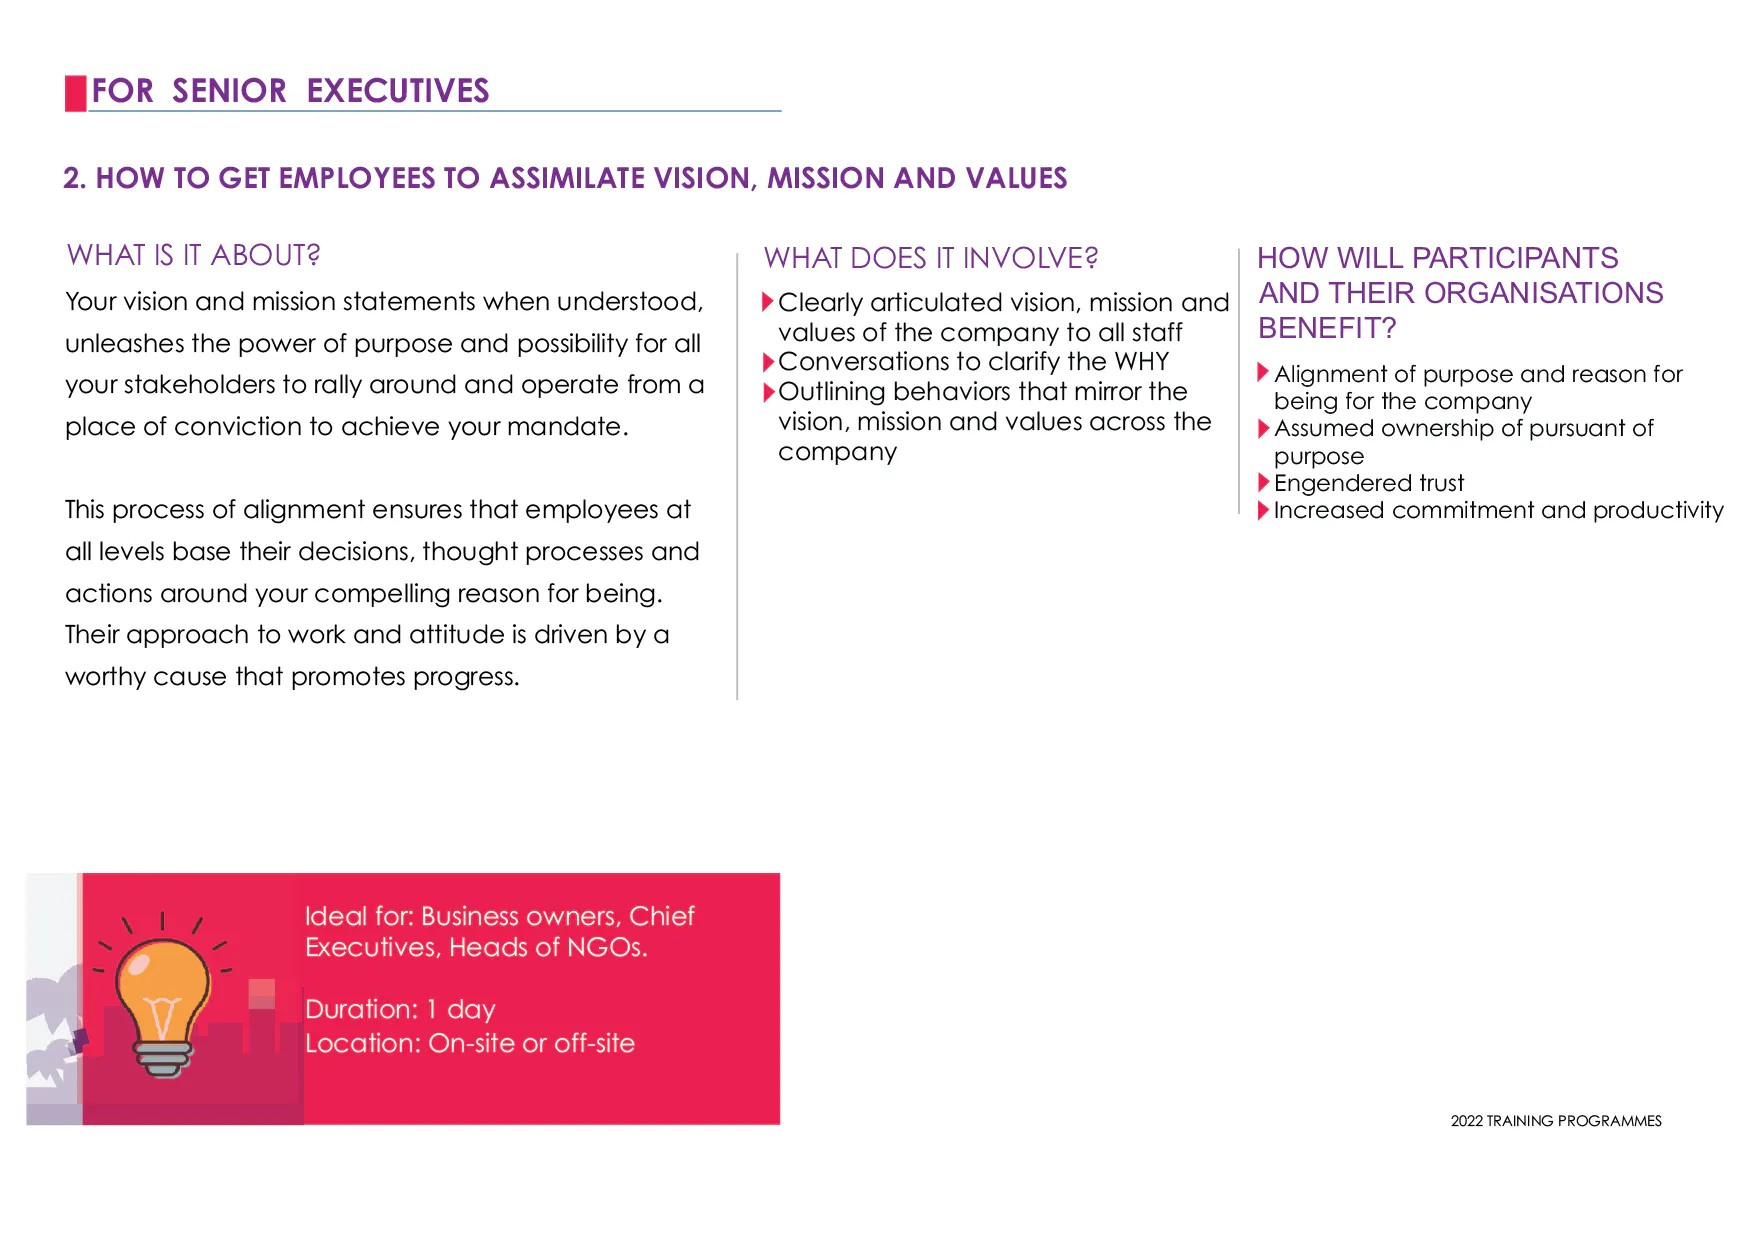 FOR SENIOR EXECUTIVES
2. HOW TO GET EMPLOYEES TO ASSIMILATE VISION, MISSION AND VALUES
WHAT IS IT ABOUT?
Your vision and mission statements when understood,
unleashes the power of purpose and possibility for all
your stakeholders to rally around and operate from a
place of conviction to achieve your mandate.
This process of alignment ensures that employees at
all levels base their decisions, thought processes and
actions around your compelling reason for being.
Their approach to work and attitude is driven by a
worthy cause that promotes progress.
WHAT DOES IT INVOLVE?
Clearly articulated vision, mission and
values of the company to all staff
Conversations to clarify the WHY
Outlining behaviors that mirror the
vision, mission and values across the
company
HOW WILL PARTICIPANTS
AND THEIR ORGANISATIONS
BENEFIT?
Alignment of purpose and reason for
being for the company
Assumed ownership of pursuant of
purpose
Engendered trust
Increased commitment and productivity
Ideal for: Business owners, Chief
Executives, Heads of NGOs.
Duration: 1 day
Location: On-site or off-site
2022 TRAINING PROGRAMMES